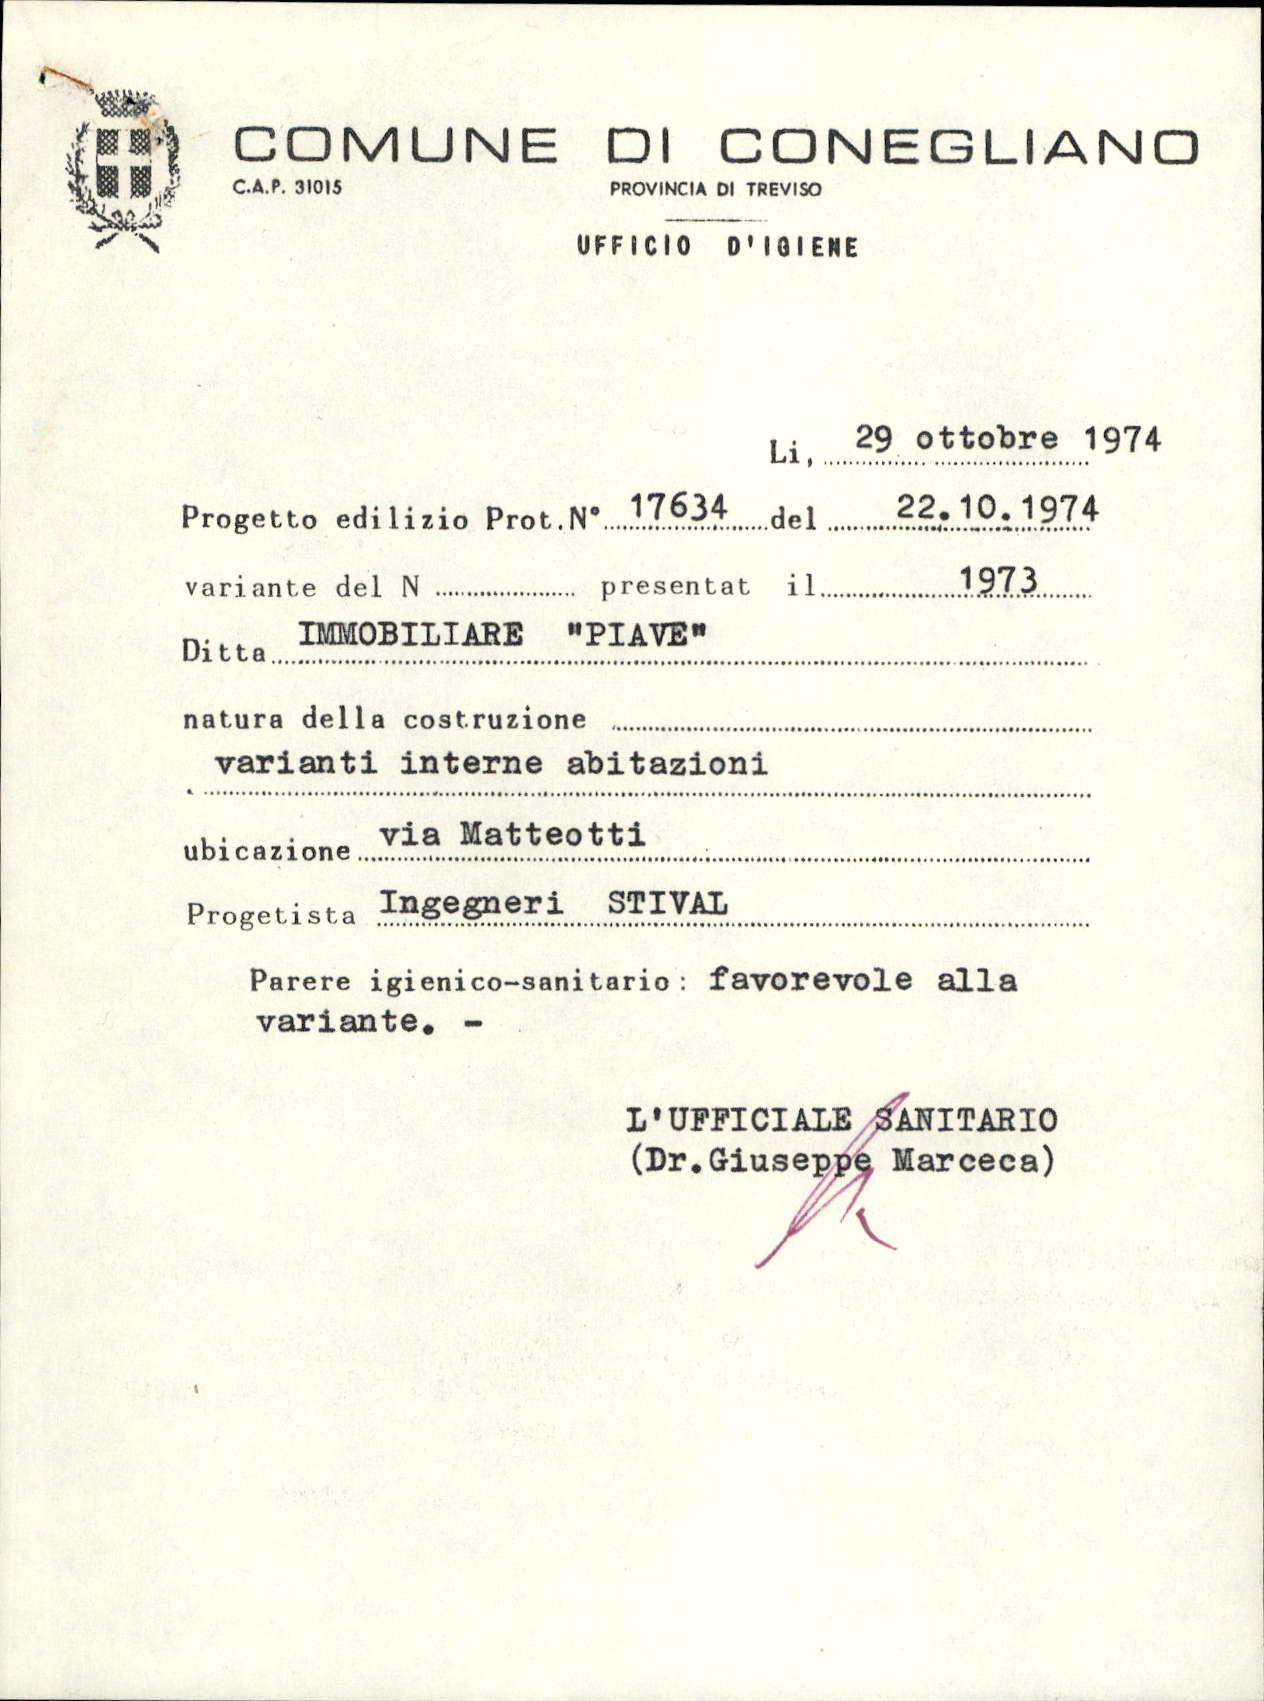 COMUNE DI CONEGLIANO
C.A.P. 31015 PROVINCIA DI TREVISO
UFFICIO D'IGIENE
Li, 29 ottobre 1974
Progetto edilizio Prot.N° 17634 del 22.10.1974
variante del N presentat il 1973
Ditta IMMOBILIARE "PIAVE"
natura della costruzione
varianti interne abitazioni
ubicazione via Matteotti
Progetista Ingegneri STIVAL
Parere igienico-sanitario: favorevole alla
variante. -
L'UFFICIALE SANITARIO
(Dr.Giuseppe Marceca)